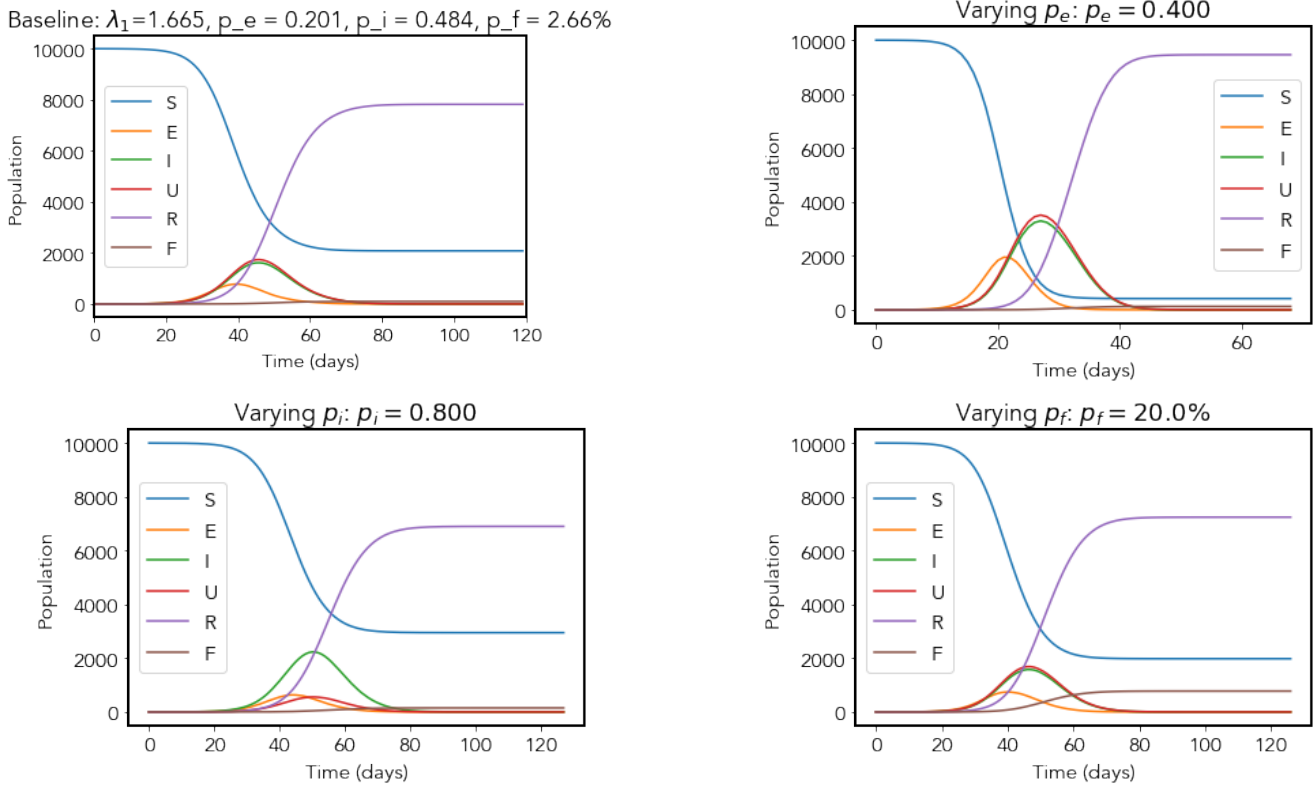 Baseline: λ₁=1.665, p_e = 0.201, p_i = 0.484, p_f = 2.66%
10000
8000
6000
4000
2000
0
Population
S
E
I
U
R
F
0 20 40 60 80 100 120
Time (days)
Varying pₑ: pₑ = 0.400
10000
8000
6000
4000
2000
0
Population
S
E
I
U
R
F
0 20 40 60
Time (days)
Varying pᵢ: pᵢ = 0.800
10000
8000
6000
4000
2000
0
Population
S
E
I
U
R
F
0 20 40 60 80 100 120
Time (days)
Varying p_f: p_f = 20.0%
10000
8000
6000
4000
2000
0
Population
S
E
I
U
R
F
0 20 40 60 80 100 120
Time (days)